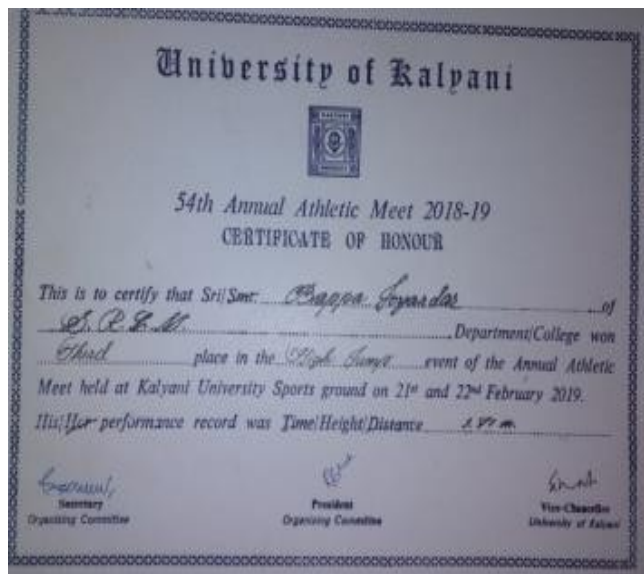 University of Kalyani
54th Annual Athletic Meet 2018-19
CERTIFICATE OF HONOUR
This is to certify that Sri/Smt. Bappa Joyardar of
Department/College won
Third place in the High Jump event of the Annual Athletic
Meet held at Kalyani University Sports ground on 21st and 22nd February 2019.
His/Her performance record was Time/Height/Distance
Secretary
Organising Committee
President
Organising Committee
Vice-Chancellor
University of Kalyani